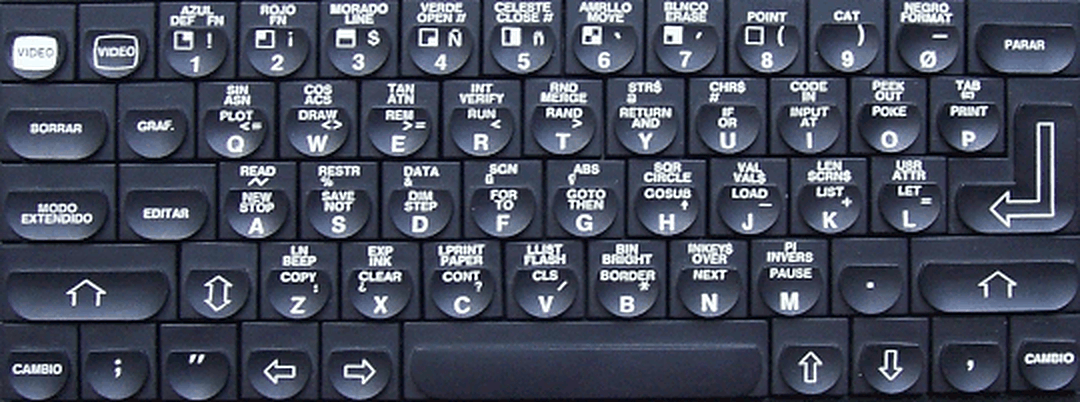 AZUL ROJO MORADO VERDE CELESTE AMRLLO BLNCO POINT CAT NEGRO
DEF FN FN LINE OPEN # CLOSE # MOVE ERASE FORMAT
VIDEO VIDEO ! ¡ $ Ñ ñ ' ( ) _ PARAR
1 2 3 4 5 6 7 8 9 Ø
SIN COS TAN INT RND STR$ CHR$ CODE PEEK TAB
ASN ACS ATN VERIFY MERGE # IN OUT
BORRAR GRAF. PLOT DRAW REM RUN RAND RETURN IF INPUT POKE PRINT
<= <> >= < > AND OR AT
Q W E R T Y U I O P
READ RESTR DATA SGN ABS SQR VAL LEN USR
% & CIRCLE VAL$ SCRN$ ATTR
MODO EXTENDIDO EDITAR NEW SAVE DIM FOR GOTO GOSUB LOAD LIST LET
STOP NOT STEP TO THEN ↑ – + =
A S D F G H J K L
LN EXP LPRINT LLIST BIN INKEY$ PI
BEEP INK PAPER FLASH BRIGHT OVER INVERS
COPY CLEAR CONT CLS BORDER NEXT PAUSE
: ¿ ? / *
Z X C V B N M .
CAMBIO ; " , CAMBIO